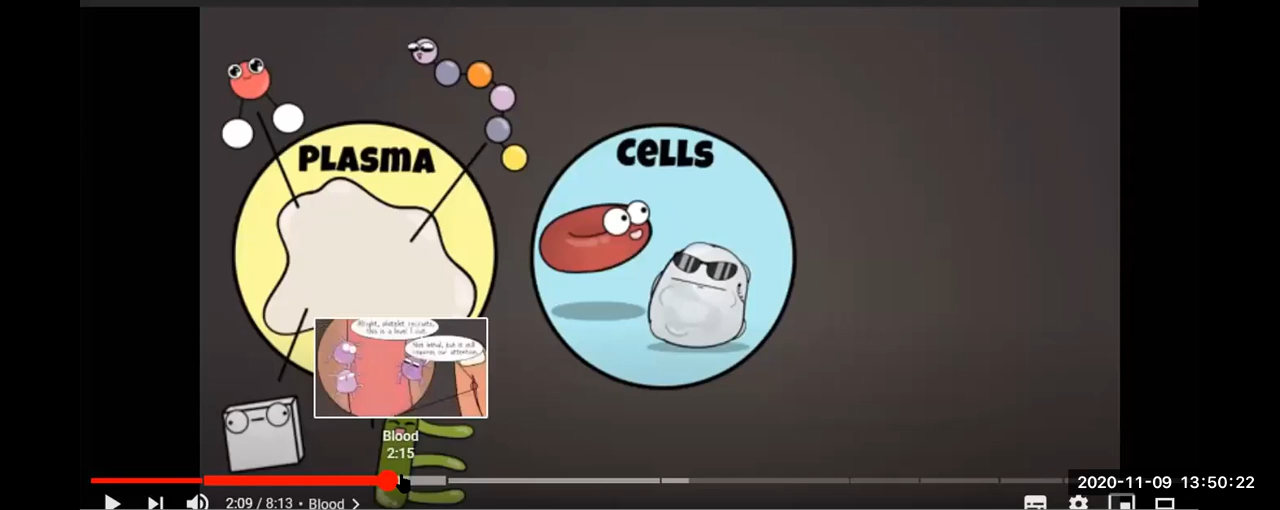 PLASMA
CELLS
Alright, platelet recruits,
this is a level 1 cut.
Not lethal, but it still
requires our attention.
Blood
2:15
2:09 / 8:13 • Blood
2020-11-09 13:50:22